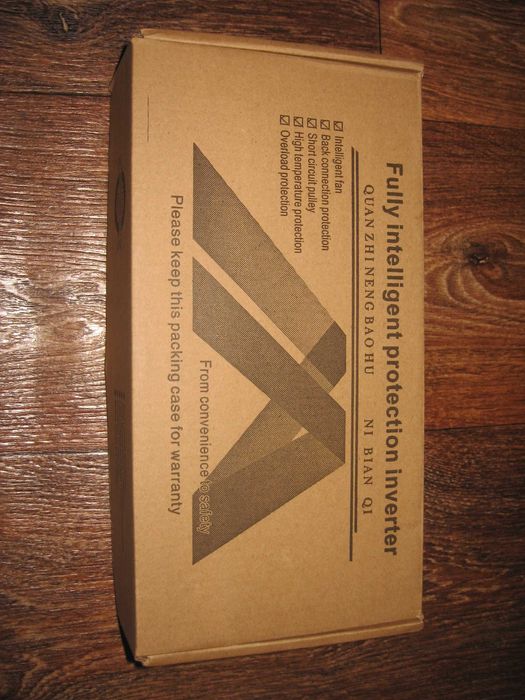 Fully intelligent protection inverter
QUAN ZHI NENG BAO HU NI BIAN QI
☑ Intelligent fan
☑ Back connection protection
☑ Short circuit pulley
☑ High temperature protection
☑ Overload protection
From convenience to safety
Please keep this packing case for warranty